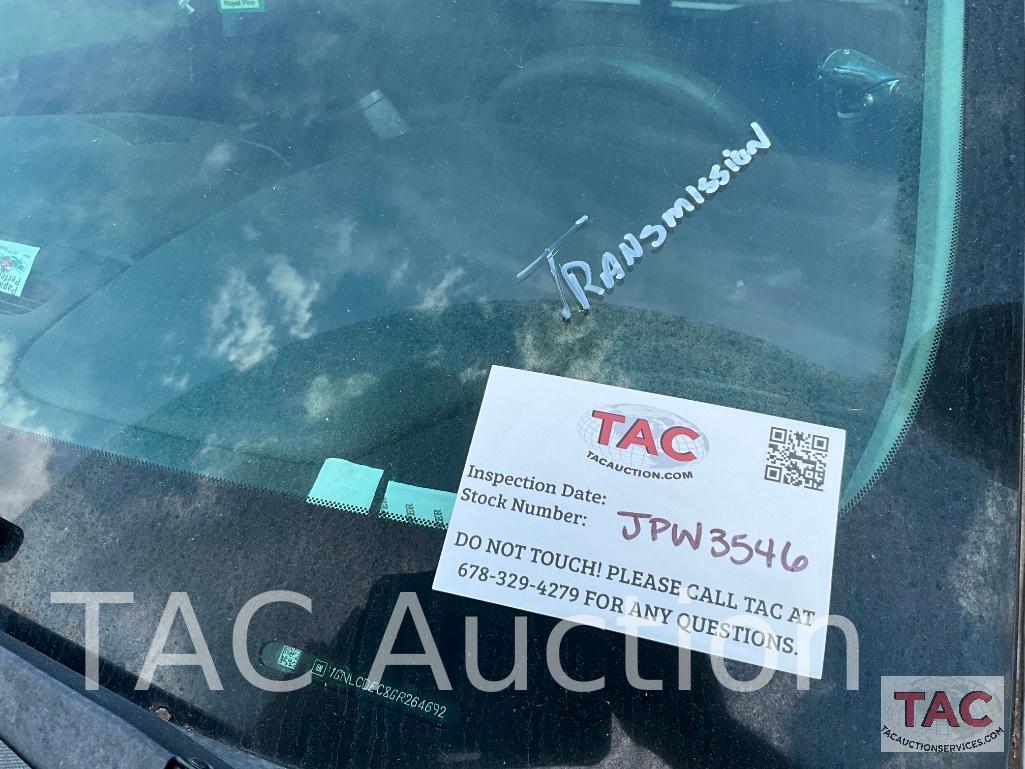 TRANSMISSION
TAC
TACAUCTION.COM
Inspection Date:
Stock Number: JPW3546
DO NOT TOUCH! PLEASE CALL TAC AT
678-329-4279 FOR ANY QUESTIONS.
TAC Auction
1GNLCDEC8GR264692
TAC
TACAUCTIONSERVICES.COM